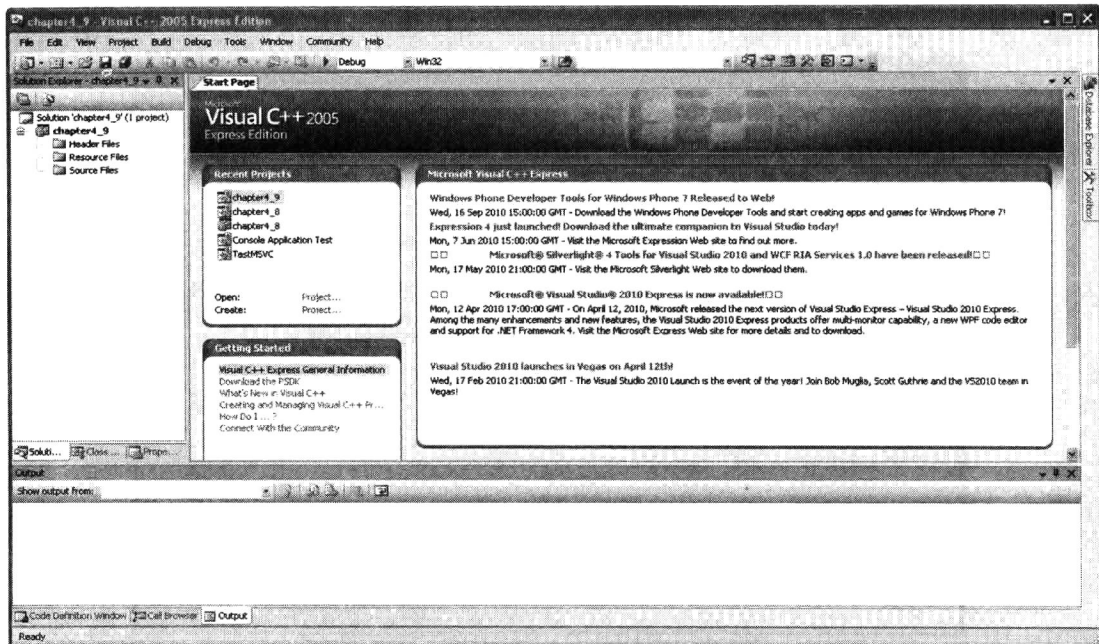 chapter4_9 - Visual C++ 2005 Express Edition
File Edit View Project Build Debug Tools Window Community Help
Debug Win32
Solution Explorer - chapter4_9
Solution 'chapter4_9' (1 project)
chapter4_9
Header Files
Resource Files
Source Files
Soluti... Class ... Prope...
Start Page
Microsoft
Visual C++ 2005
Express Edition
Recent Projects
chapter4_9
chapter4_8
chapter4_8
Console Application Test
TestMSVC
Open: Project...
Create: Project...
Getting Started
Visual C++ Express General Information
Download the PSDK
What's New in Visual C++
Creating and Managing Visual C++ Pr...
How Do I ... ?
Connect With the Community
Microsoft Visual C++ Express
Windows Phone Developer Tools for Windows Phone 7 Released to Web!
Wed, 16 Sep 2010 15:00:00 GMT - Download the Windows Phone Developer Tools and start creating apps and games for Windows Phone 7!
Expression 4 just launched! Download the ultimate companion to Visual Studio today!
Mon, 7 Jun 2010 15:00:00 GMT - Visit the Microsoft Expression Web site to find out more.
□□ Microsoft® Silverlight® 4 Tools for Visual Studio 2010 and WCF RIA Services 1.0 have been released!□□
Mon, 17 May 2010 21:00:00 GMT - Visit the Microsoft Silverlight Web site to download them.
□□ Microsoft® Visual Studio® 2010 Express is now available!□□
Mon, 12 Apr 2010 17:00:00 GMT - On April 12, 2010, Microsoft released the next version of Visual Studio Express – Visual Studio 2010 Express.
Among the many enhancements and new features, the Visual Studio 2010 Express products offer multi-monitor capability, a new WPF code editor
and support for .NET Framework 4. Visit the Microsoft Express Web site for more details and to download.
Visual Studio 2010 launches in Vegas on April 12th!
Wed, 17 Feb 2010 21:00:00 GMT - The Visual Studio 2010 Launch is the event of the year! Join Bob Muglia, Scott Guthrie and the VS2010 team in
Vegas!
Database Explorer Toolbox
Output
Show output from:
Code Definition Window Call Browser Output
Ready